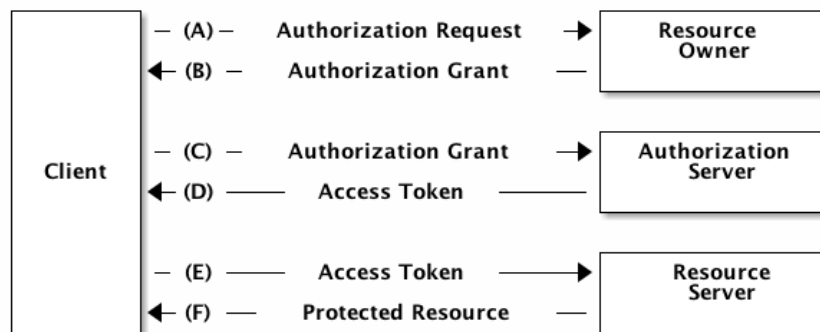 (A) Authorization Request
Resource
Owner
(B) Authorization Grant
Client
(C) Authorization Grant
Authorization
Server
(D) Access Token
(E) Access Token
Resource
Server
(F) Protected Resource